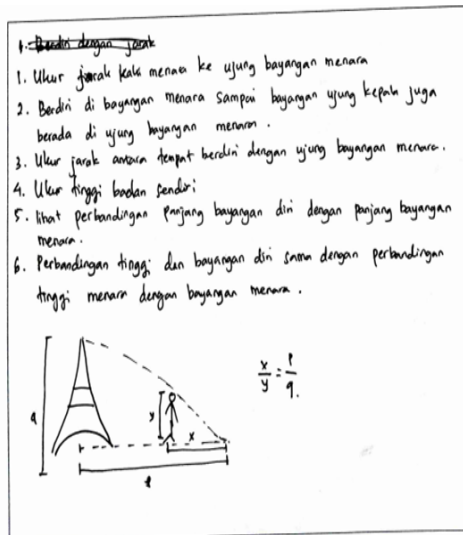 1. Berdiri dengan jarak
1. Ukur jarak kaki menara ke ujung bayangan menara
2. Berdiri di bayangan menara sampai bayangan ujung kepala juga
berada di ujung bayangan menara.
3. Ukur jarak antara tempat berdiri dengan ujung bayangan menara.
4. Ukur tinggi badan sendiri
5. lihat perbandingan panjang bayangan diri dengan panjang bayangan
menara.
6. Perbandingan tinggi dan bayangan diri sama dengan perbandingan
tinggi menara dengan bayangan menara.
x/y = p/q.
q
y
x